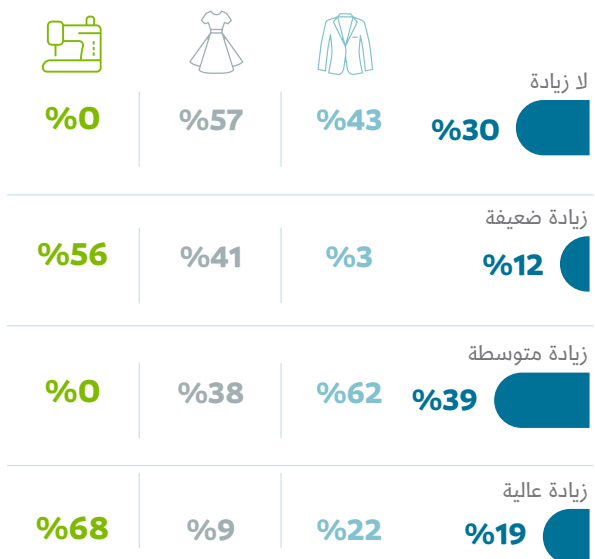 لا زيادة
%30 %43 %57 %0
زيادة ضعيفة
%12 %3 %41 %56
زيادة متوسطة
%39 %62 %38 %0
زيادة عالية
%19 %22 %9 %68